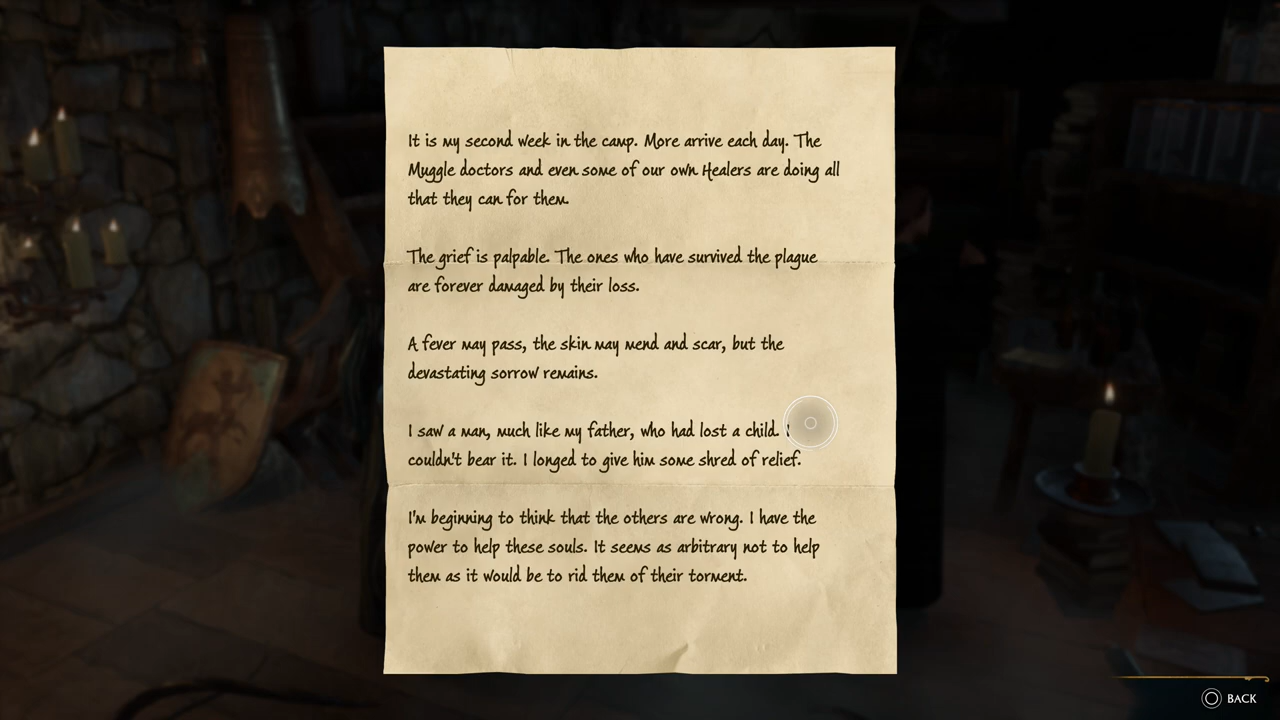 It is my second week in the camp. More arrive each day. The
Muggle doctors and even some of our own Healers are doing all
that they can for them.
The grief is palpable. The ones who have survived the plague
are forever damaged by their loss.
A fever may pass, the skin may mend and scar, but the
devastating sorrow remains.
I saw a man, much like my father, who had lost a child. I
couldn't bear it. I longed to give him some shred of relief.
I'm beginning to think that the others are wrong. I have the
power to help these souls. It seems as arbitrary not to help
them as it would be to rid them of their torment.
BACK